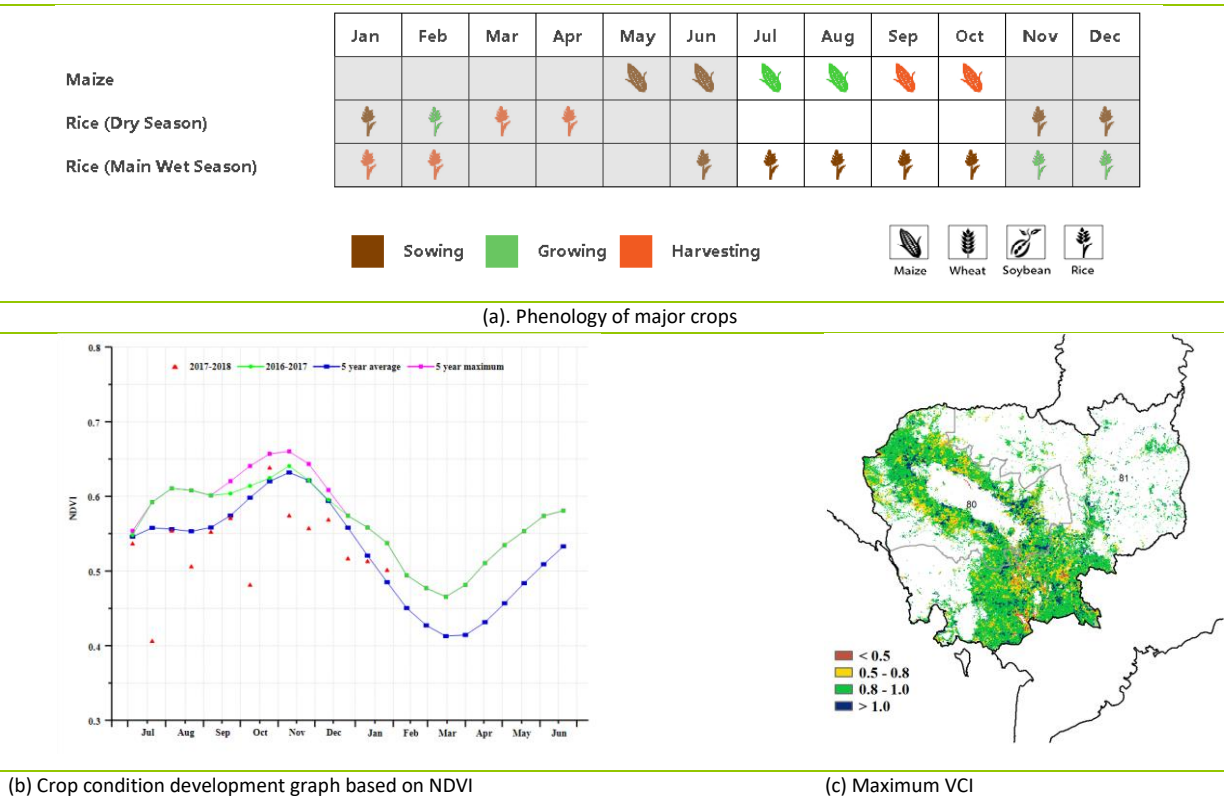 Jan Feb Mar Apr May Jun Jul Aug Sep Oct Nov Dec
Maize
Rice (Dry Season)
Rice (Main Wet Season)
Sowing Growing Harvesting
Maize Wheat Soybean Rice
(a). Phenology of major crops
0.8
2017-2018 2016-2017 5 year average 5 year maximum
0.7
0.6
NDVI
0.5
0.4
0.3
Jul Aug Sep Oct Nov Dec Jan Feb Mar Apr May Jun
81
80
< 0.5
0.5 - 0.8
0.8 - 1.0
> 1.0
(b) Crop condition development graph based on NDVI
(c) Maximum VCI